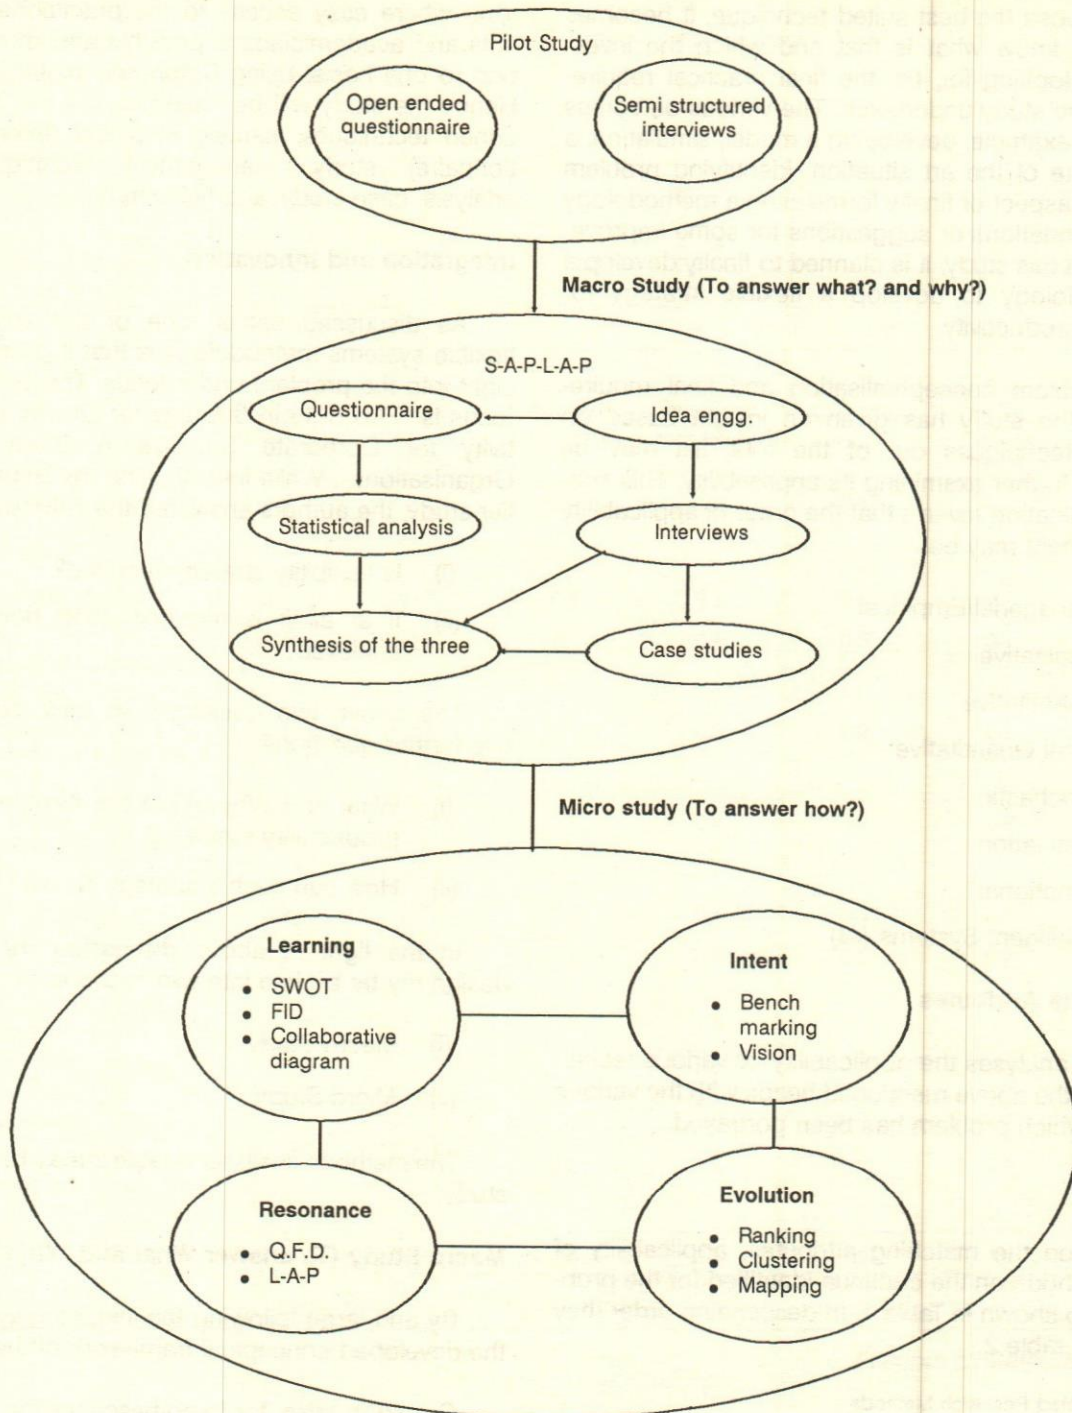 Pilot Study
Open ended
questionnaire
Semi structured
interviews
Macro Study (To answer what? and why?)
S-A-P-L-A-P
Questionnaire
Idea engg.
Statistical analysis
Interviews
Synthesis of the three
Case studies
Micro study (To answer how?)
Learning
• SWOT
• FID
• Collaborative
diagram
Intent
• Bench
marking
• Vision
Resonance
• Q.F.D.
• L-A-P
Evolution
• Ranking
• Clustering
• Mapping